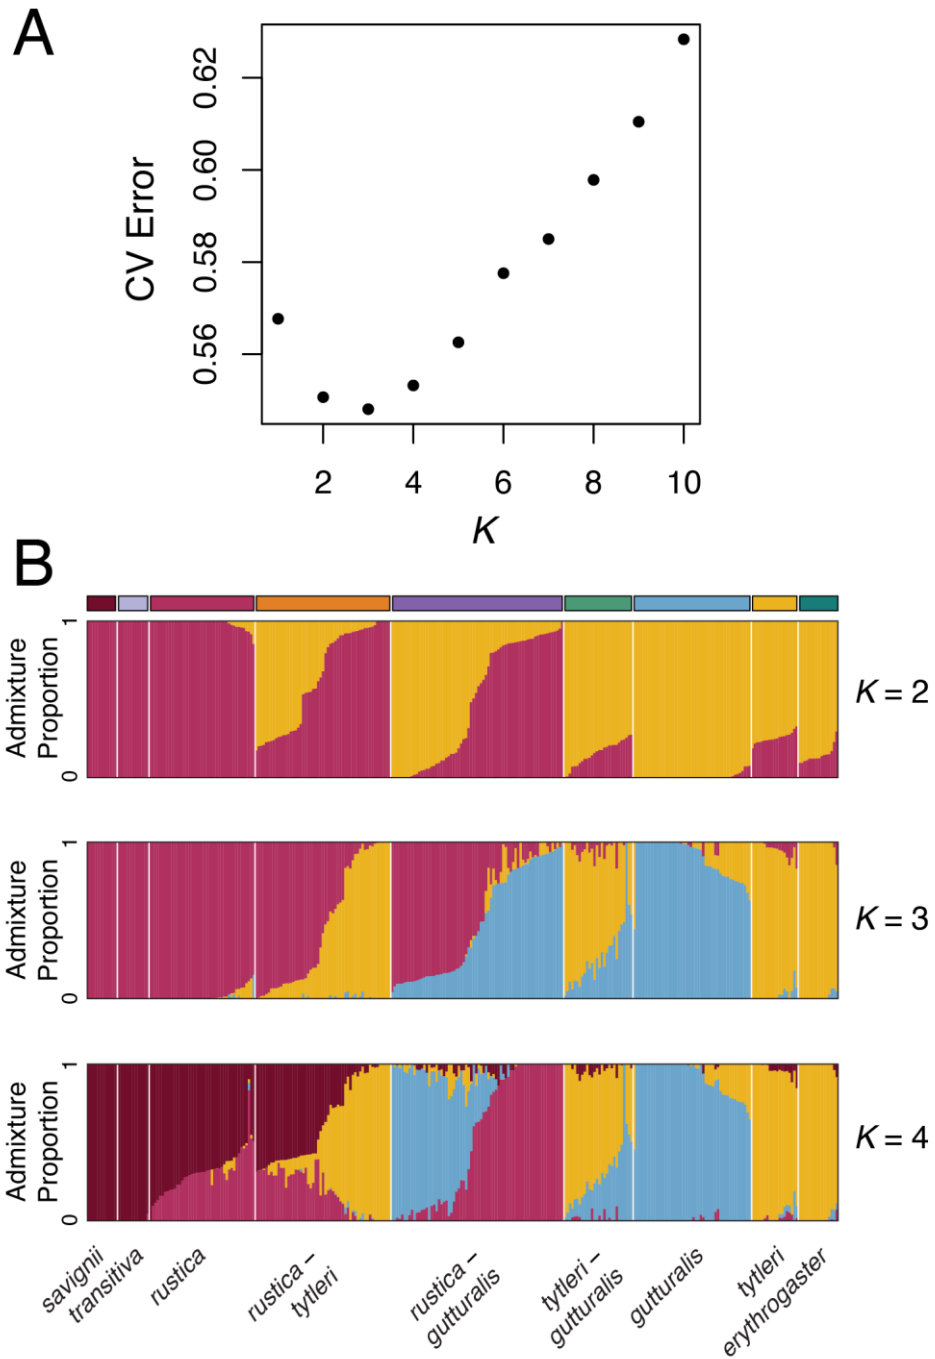 A
CV Error
0.62
0.60
0.58
0.56
2 4 6 8 10
K
B
Admixture
Proportion
1
0
K = 2
Admixture
Proportion
1
0
K = 3
Admixture
Proportion
1
0
K = 4
savignii
transitiva
rustica
rustica –
tytleri
rustica –
gutturalis
tytleri –
gutturalis
gutturalis
tytleri
erythrogaster